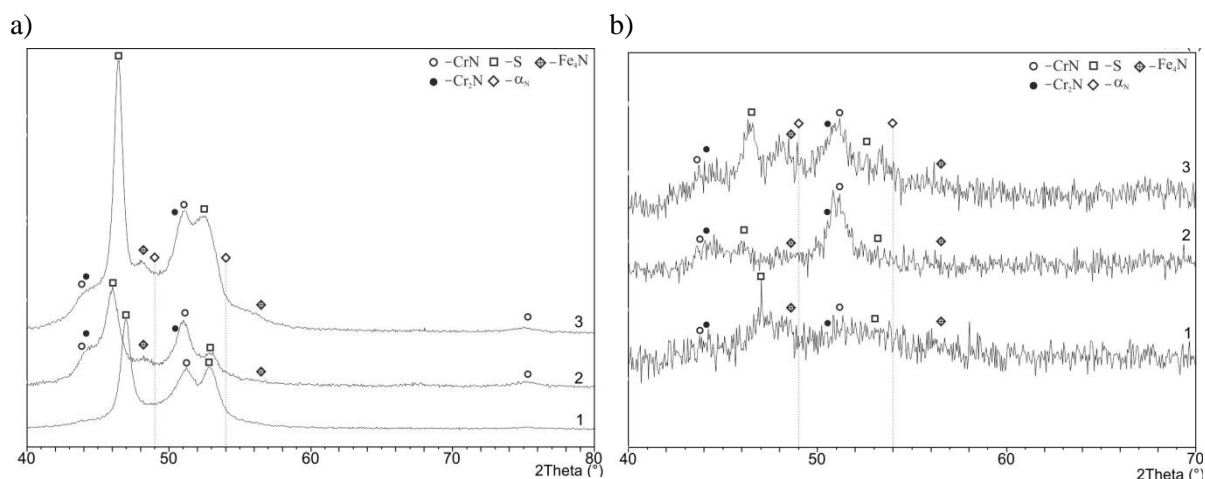 a)
–CrN –S –Fe₄N
–Cr₂N –αN
3
2
1
40 50 60 70 80
2Theta (°)
b)
–CrN –S –Fe₄N
–Cr₂N –αN
3
2
1
40 50 60 70
2Theta (°)